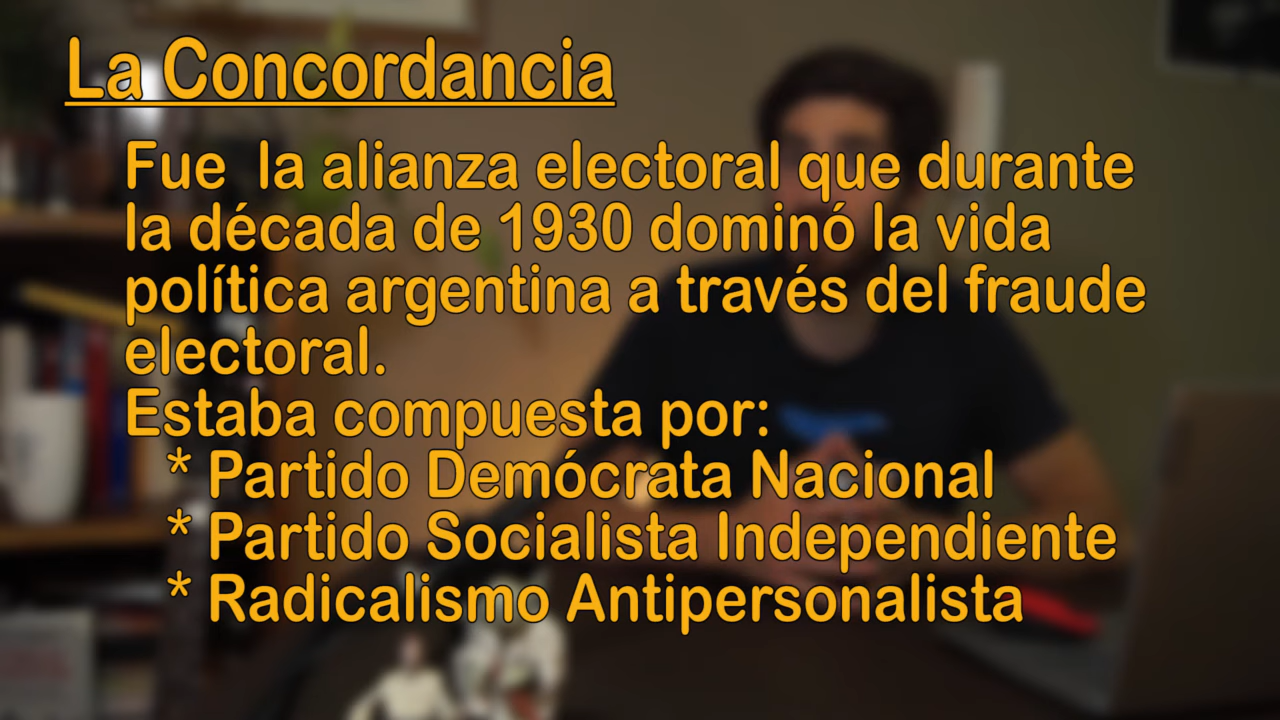 La Concordancia
Fue la alianza electoral que durante
la década de 1930 dominó la vida
política argentina a través del fraude
electoral.
Estaba compuesta por:
* Partido Demócrata Nacional
* Partido Socialista Independiente
* Radicalismo Antipersonalista